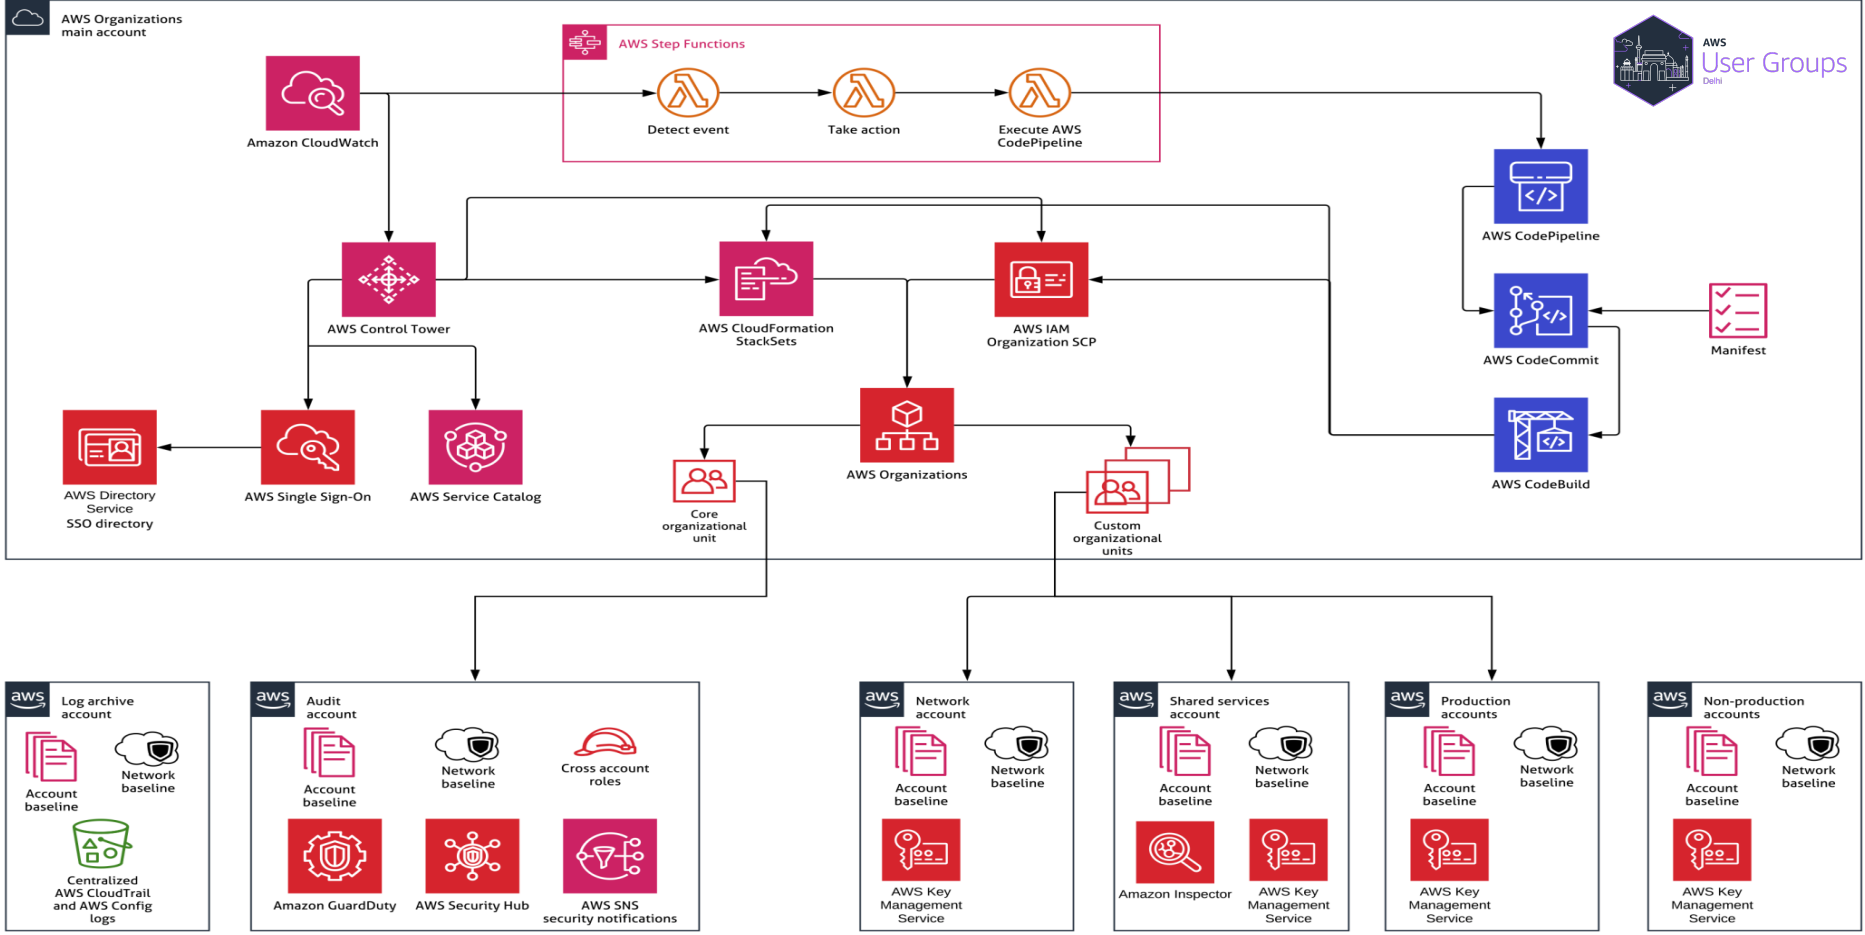 AWS Organizations
main account
AWS Step Functions
AWS
User Groups
Delhi
Detect event
Take action
Execute AWS
CodePipeline
Amazon CloudWatch
AWS CodePipeline
AWS Control Tower
AWS CloudFormation
StackSets
AWS IAM
Organization SCP
AWS CodeCommit
Manifest
AWS Directory
Service
SSO directory
AWS Single Sign-On
AWS Service Catalog
AWS Organizations
AWS CodeBuild
Core
organizational
unit
Custom
organizational
units
aws
Log archive
account
Account
baseline
Network
baseline
Centralized
AWS CloudTrail
and AWS Config
logs
aws
Audit
account
Account
baseline
Network
baseline
Cross account
roles
Amazon GuardDuty
AWS Security Hub
AWS SNS
security notifications
aws
Network
account
Account
baseline
Network
baseline
AWS Key
Management
Service
aws
Shared services
account
Account
baseline
Network
baseline
Amazon Inspector
AWS Key
Management
Service
aws
Production
accounts
Account
baseline
Network
baseline
AWS Key
Management
Service
aws
Non-production
accounts
Account
baseline
Network
baseline
AWS Key
Management
Service